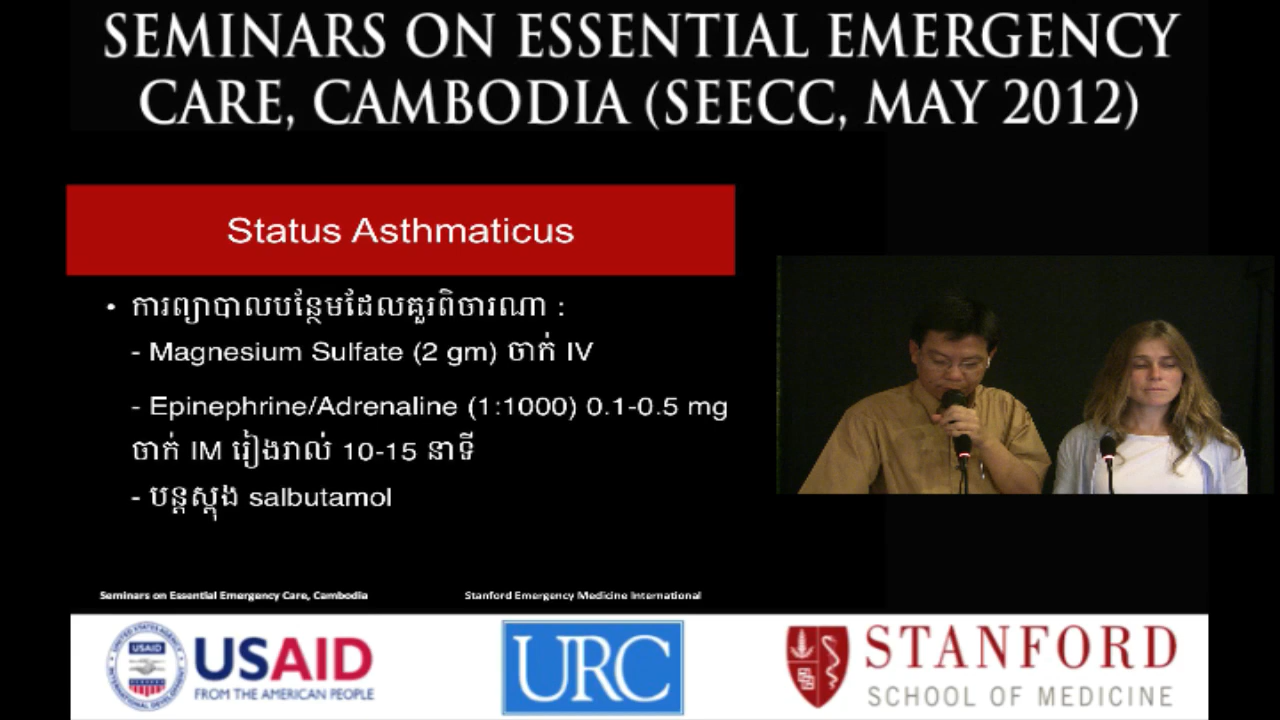 SEMINARS ON ESSENTIAL EMERGENCY
CARE, CAMBODIA (SEECC, MAY 2012)
Status Asthmaticus
• ការព្យាបាលបន្ថែមដែលគួរពិចារណា :
- Magnesium Sulfate (2 gm) ចាក់ IV
- Epinephrine/Adrenaline (1:1000) 0.1-0.5 mg
ចាក់ IM រៀងរាល់ 10-15 នាទី
- បន្តស្តុង salbutamol
Seminars on Essential Emergency Care, Cambodia
Stanford Emergency Medicine International
USAID
USAID
FROM THE AMERICAN PEOPLE
URC
STANFORD
SCHOOL OF MEDICINE